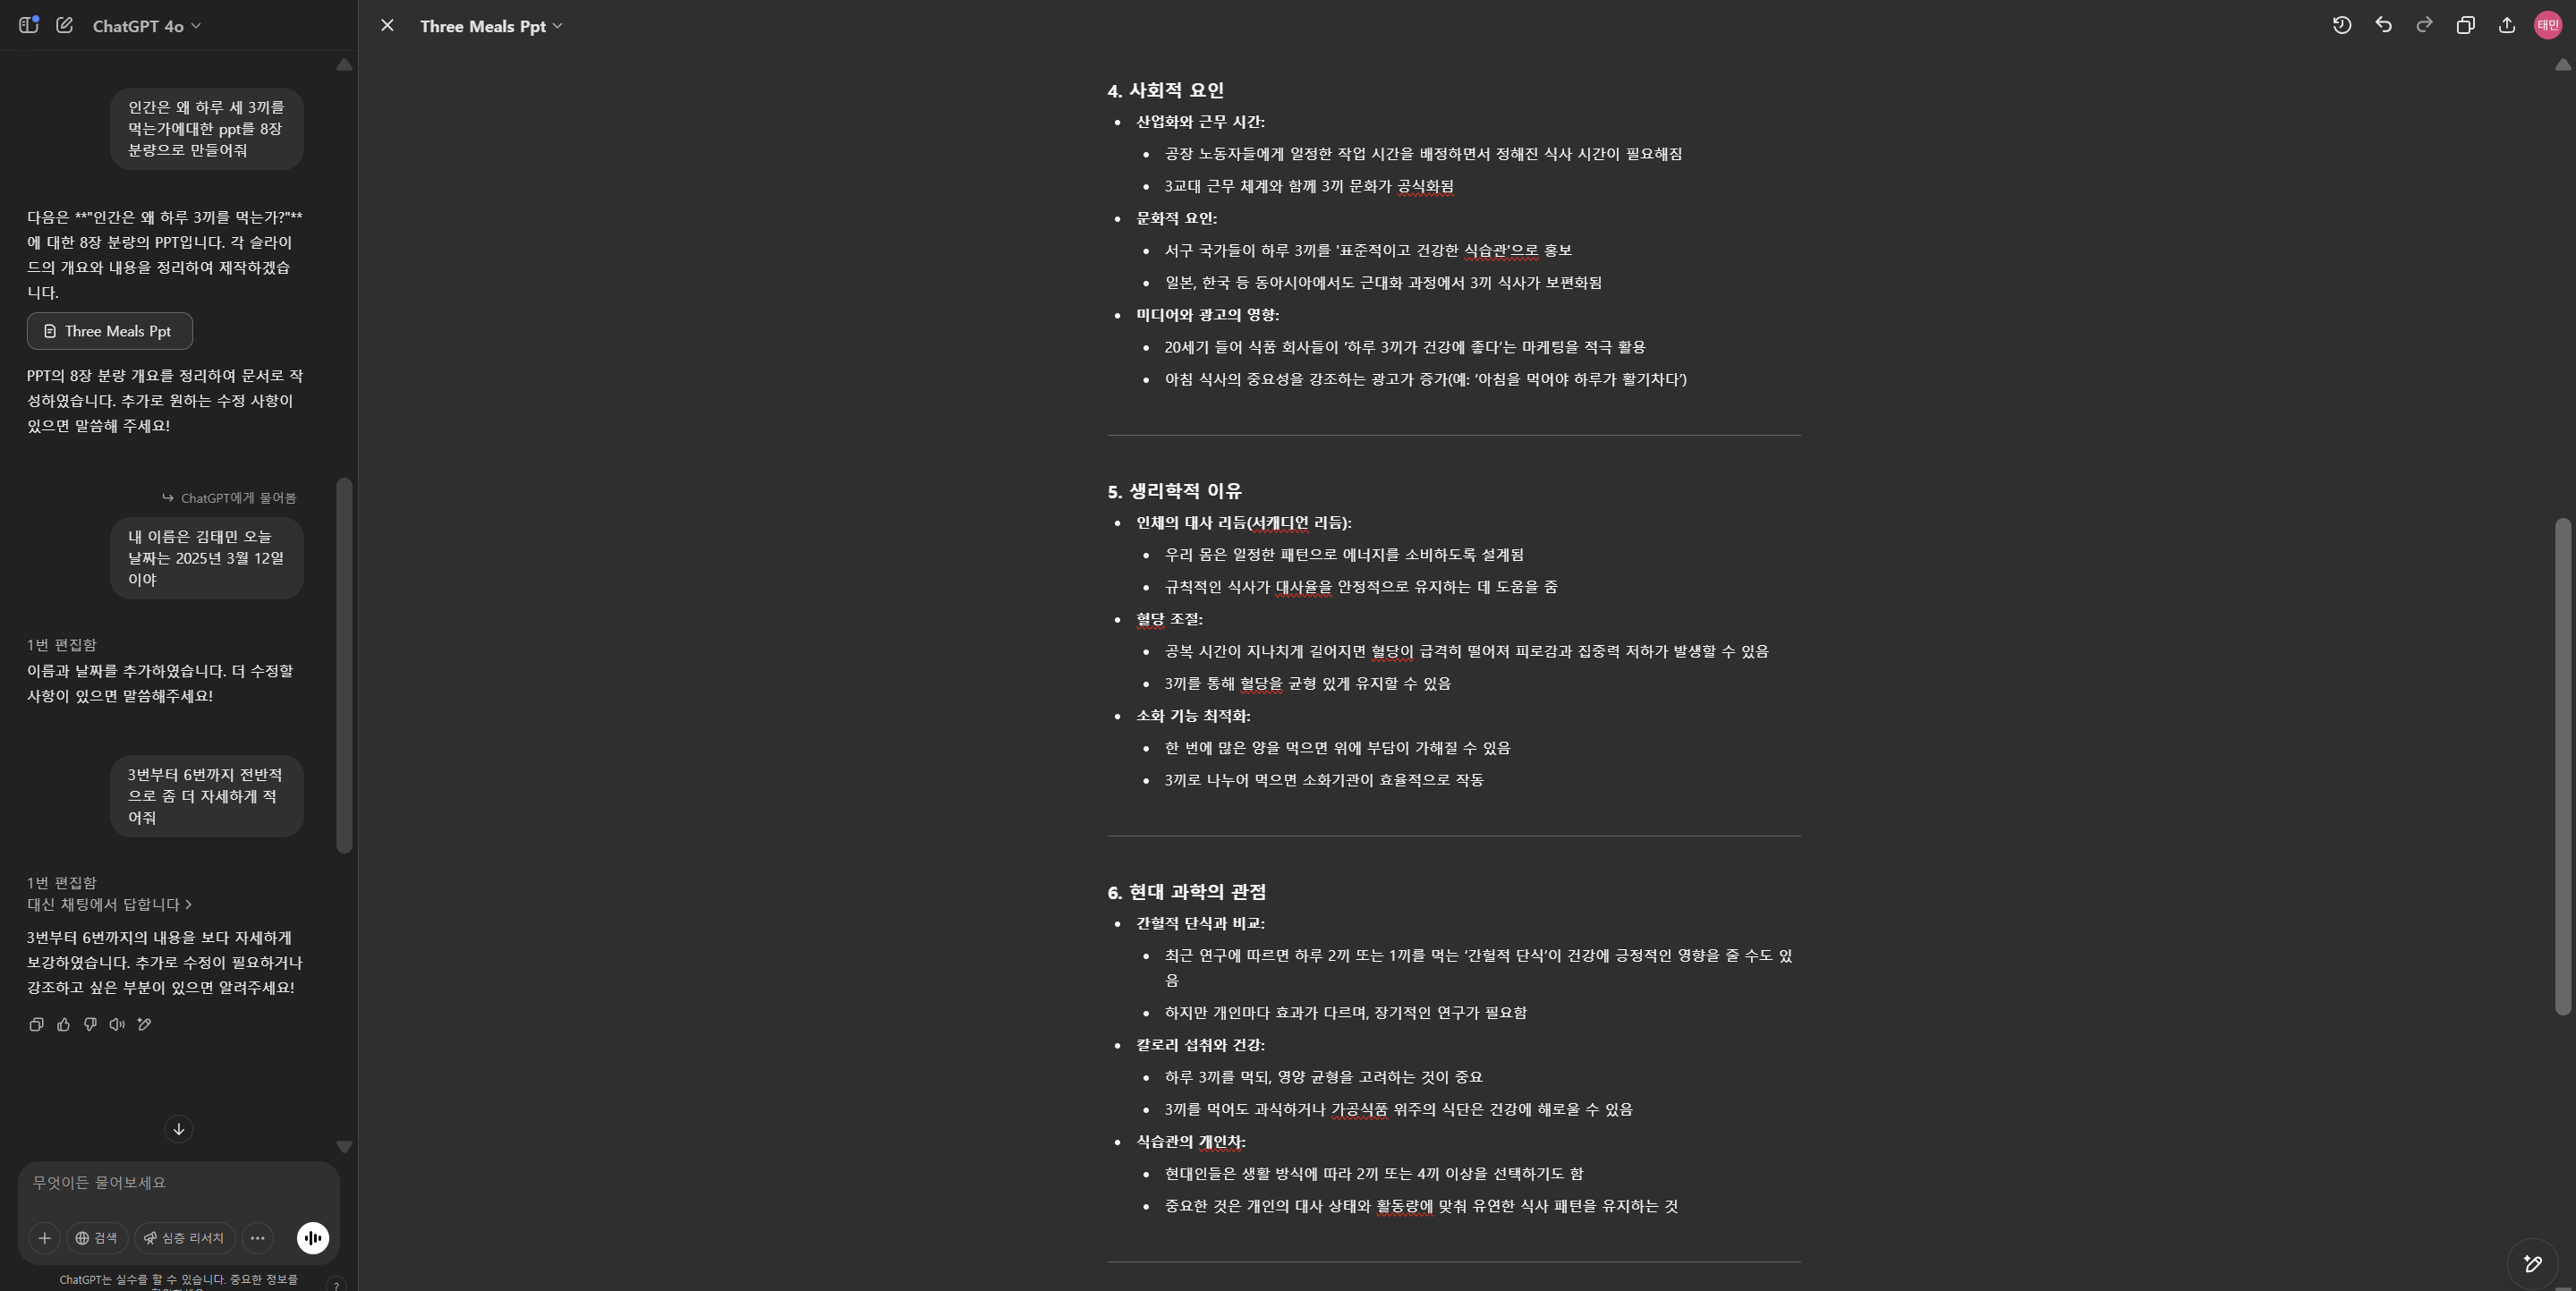 ChatGPT 4o
인간은 왜 하루 세 3끼를
먹는가에대한 ppt를 8장
분량으로 만들어줘
다음은 **"인간은 왜 하루 3끼를 먹는가?"**
에 대한 8장 분량의 PPT입니다. 각 슬라이
드의 개요와 내용을 정리하여 제작하겠습
니다.
Three Meals Ppt
PPT의 8장 분량 개요를 정리하여 문서로 작
성하였습니다. 추가로 원하는 수정 사항이
있으면 말씀해 주세요!
ChatGPT에게 물어봄
내 이름은 김태민 오늘
날짜는 2025년 3월 12일
이야
1번 편집함
이름과 날짜를 추가하였습니다. 더 수정할
사항이 있으면 말씀해주세요!
3번부터 6번까지 전반적
으로 좀 더 자세하게 적
어줘
1번 편집함
대신 채팅에서 답합니다
3번부터 6번까지의 내용을 보다 자세하게
보강하였습니다. 추가로 수정이 필요하거나
강조하고 싶은 부분이 있으면 알려주세요!
무엇이든 물어보세요
검색
심층 리서치
ChatGPT는 실수를 할 수 있습니다. 중요한 정보를
?
Three Meals Ppt
태민
4. 사회적 요인
• 산업화와 근무 시간:
• 공장 노동자들에게 일정한 작업 시간을 배정하면서 정해진 식사 시간이 필요해짐
• 3교대 근무 체계와 함께 3끼 문화가 공식화됨
• 문화적 요인:
• 서구 국가들이 하루 3끼를 '표준적이고 건강한 식습관'으로 홍보
• 일본, 한국 등 동아시아에서도 근대화 과정에서 3끼 식사가 보편화됨
• 미디어와 광고의 영향:
• 20세기 들어 식품 회사들이 ‘하루 3끼가 건강에 좋다’는 마케팅을 적극 활용
• 아침 식사의 중요성을 강조하는 광고가 증가(예: ‘아침을 먹어야 하루가 활기차다’)
5. 생리학적 이유
• 인체의 대사 리듬(서캐디언 리듬):
• 우리 몸은 일정한 패턴으로 에너지를 소비하도록 설계됨
• 규칙적인 식사가 대사율을 안정적으로 유지하는 데 도움을 줌
• 혈당 조절:
• 공복 시간이 지나치게 길어지면 혈당이 급격히 떨어져 피로감과 집중력 저하가 발생할 수 있음
• 3끼를 통해 혈당을 균형 있게 유지할 수 있음
• 소화 기능 최적화:
• 한 번에 많은 양을 먹으면 위에 부담이 가해질 수 있음
• 3끼로 나누어 먹으면 소화기관이 효율적으로 작동
6. 현대 과학의 관점
• 간헐적 단식과 비교:
• 최근 연구에 따르면 하루 2끼 또는 1끼를 먹는 ‘간헐적 단식’이 건강에 긍정적인 영향을 줄 수도 있
음
• 하지만 개인마다 효과가 다르며, 장기적인 연구가 필요함
• 칼로리 섭취와 건강:
• 하루 3끼를 먹되, 영양 균형을 고려하는 것이 중요
• 3끼를 먹어도 과식하거나 가공식품 위주의 식단은 건강에 해로울 수 있음
• 식습관의 개인차:
• 현대인들은 생활 방식에 따라 2끼 또는 4끼 이상을 선택하기도 함
• 중요한 것은 개인의 대사 상태와 활동량에 맞춰 유연한 식사 패턴을 유지하는 것